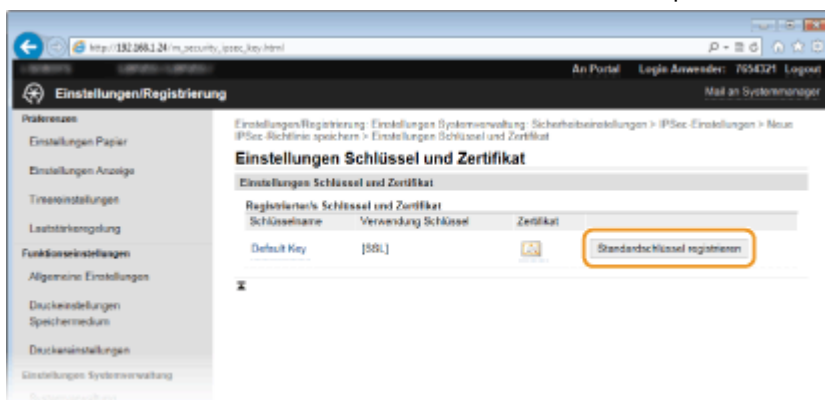 http://192.168.1.24/m_security_ipsec_key.html
An Portal Login Anwender: 7654321 Logout
Einstellungen/Registrierung
Mail an Systemmanager
Präferenzen
Einstellungen Papier
Einstellungen Anzeige
Timereinstellungen
Lautstärkeregelung
Funktionseinstellungen
Allgemeine Einstellungen
Druckeinstellungen
Speichermedium
Druckereinstellungen
Einstellungen Systemverwaltung
Systemverwaltung
Einstellungen/Registrierung: Einstellungen Systemverwaltung: Sicherheitseinstellungen > IPSec-Einstellungen > Neue
IPSec-Richtlinie speichern > Einstellungen Schlüssel und Zertifikat
Einstellungen Schlüssel und Zertifikat
Einstellungen Schlüssel und Zertifikat
Registrierter/s Schlüssel und Zertifikat
Schlüsselname Verwendung Schlüssel Zertifikat
Default Key [SSL] Standardschlüssel registrieren